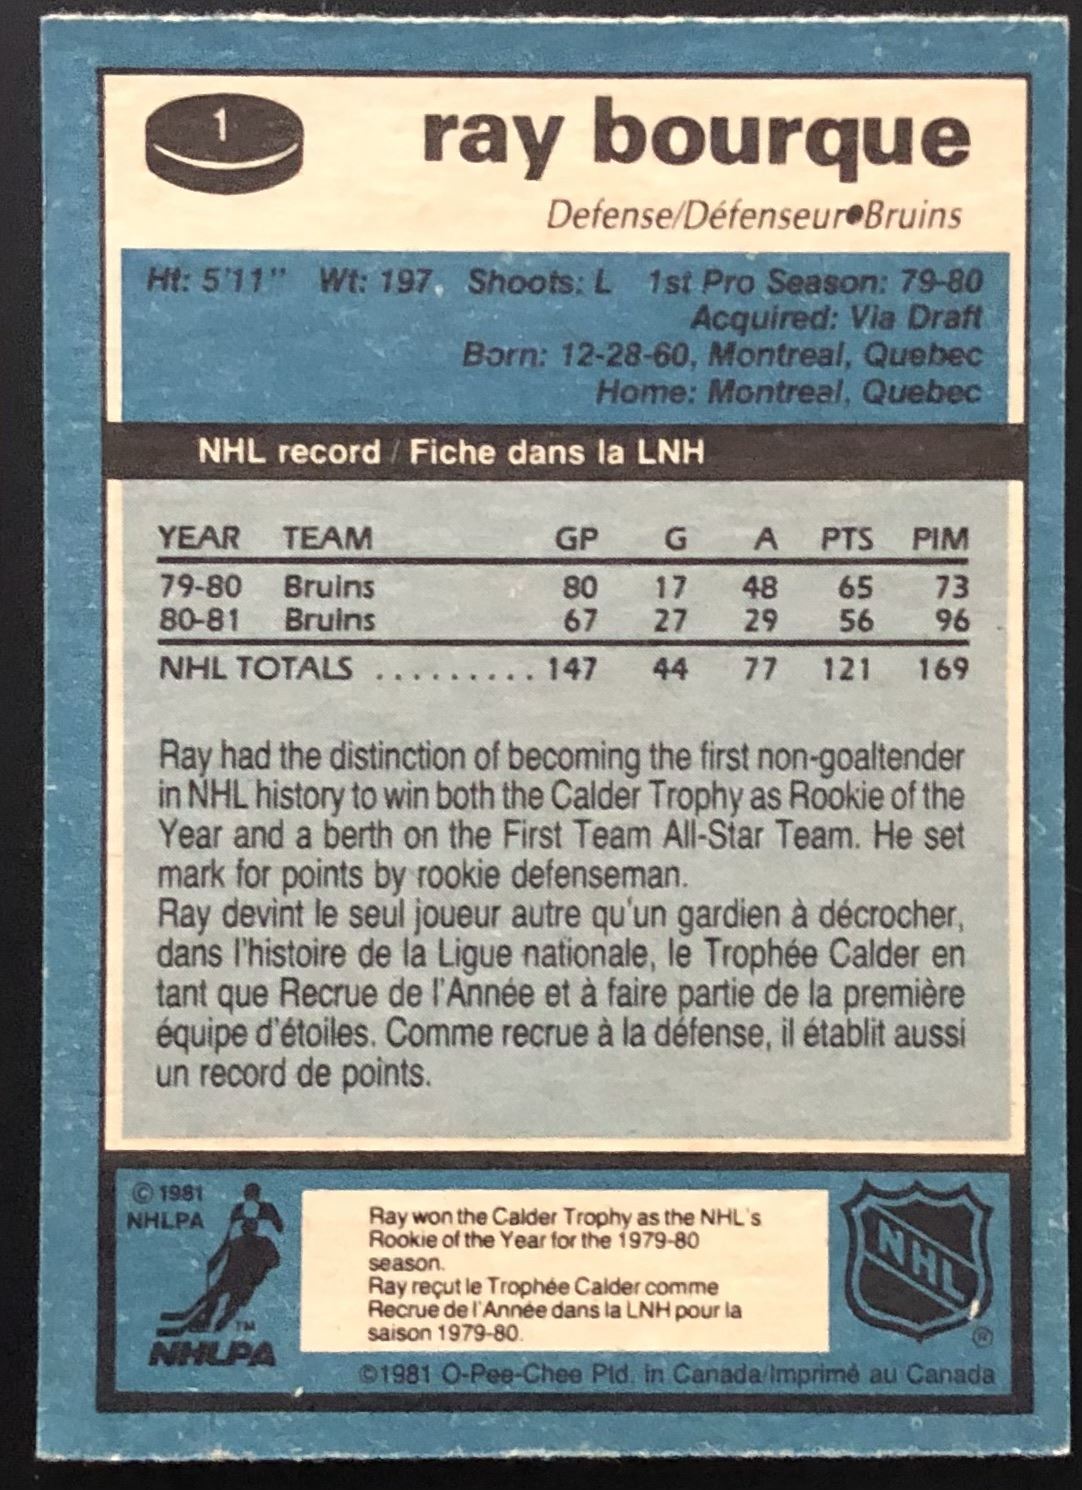 1
ray bourque
Defense/Défenseur●Bruins
Ht: 5'11" Wt: 197. Shoots: L 1st Pro Season: 79-80
Acquired: Via Draft
Born: 12-28-60, Montreal, Quebec
Home: Montreal, Quebec
NHL record / Fiche dans la LNH
YEAR TEAM GP G A PTS PIM
79-80 Bruins 80 17 48 65 73
80-81 Bruins 67 27 29 56 96
NHL TOTALS .......... 147 44 77 121 169
Ray had the distinction of becoming the first non-goaltender
in NHL history to win both the Calder Trophy as Rookie of the
Year and a berth on the First Team All-Star Team. He set
mark for points by rookie defenseman.
Ray devint le seul joueur autre qu'un gardien à décrocher,
dans l'histoire de la Ligue nationale, le Trophée Calder en
tant que Recrue de l'Année et à faire partie de la première
équipe d'étoiles. Comme recrue à la défense, il établit aussi
un record de points.
© 1981
NHLPA
TM
NHLPA
Ray won the Calder Trophy as the NHL's
Rookie of the Year for the 1979-80
season.
Ray reçut le Trophée Calder comme
Recrue de l'Année dans la LNH pour la
saison 1979-80.
NHL
®
©1981 O-Pee-Chee Ptd. in Canada/Imprimé au Canada